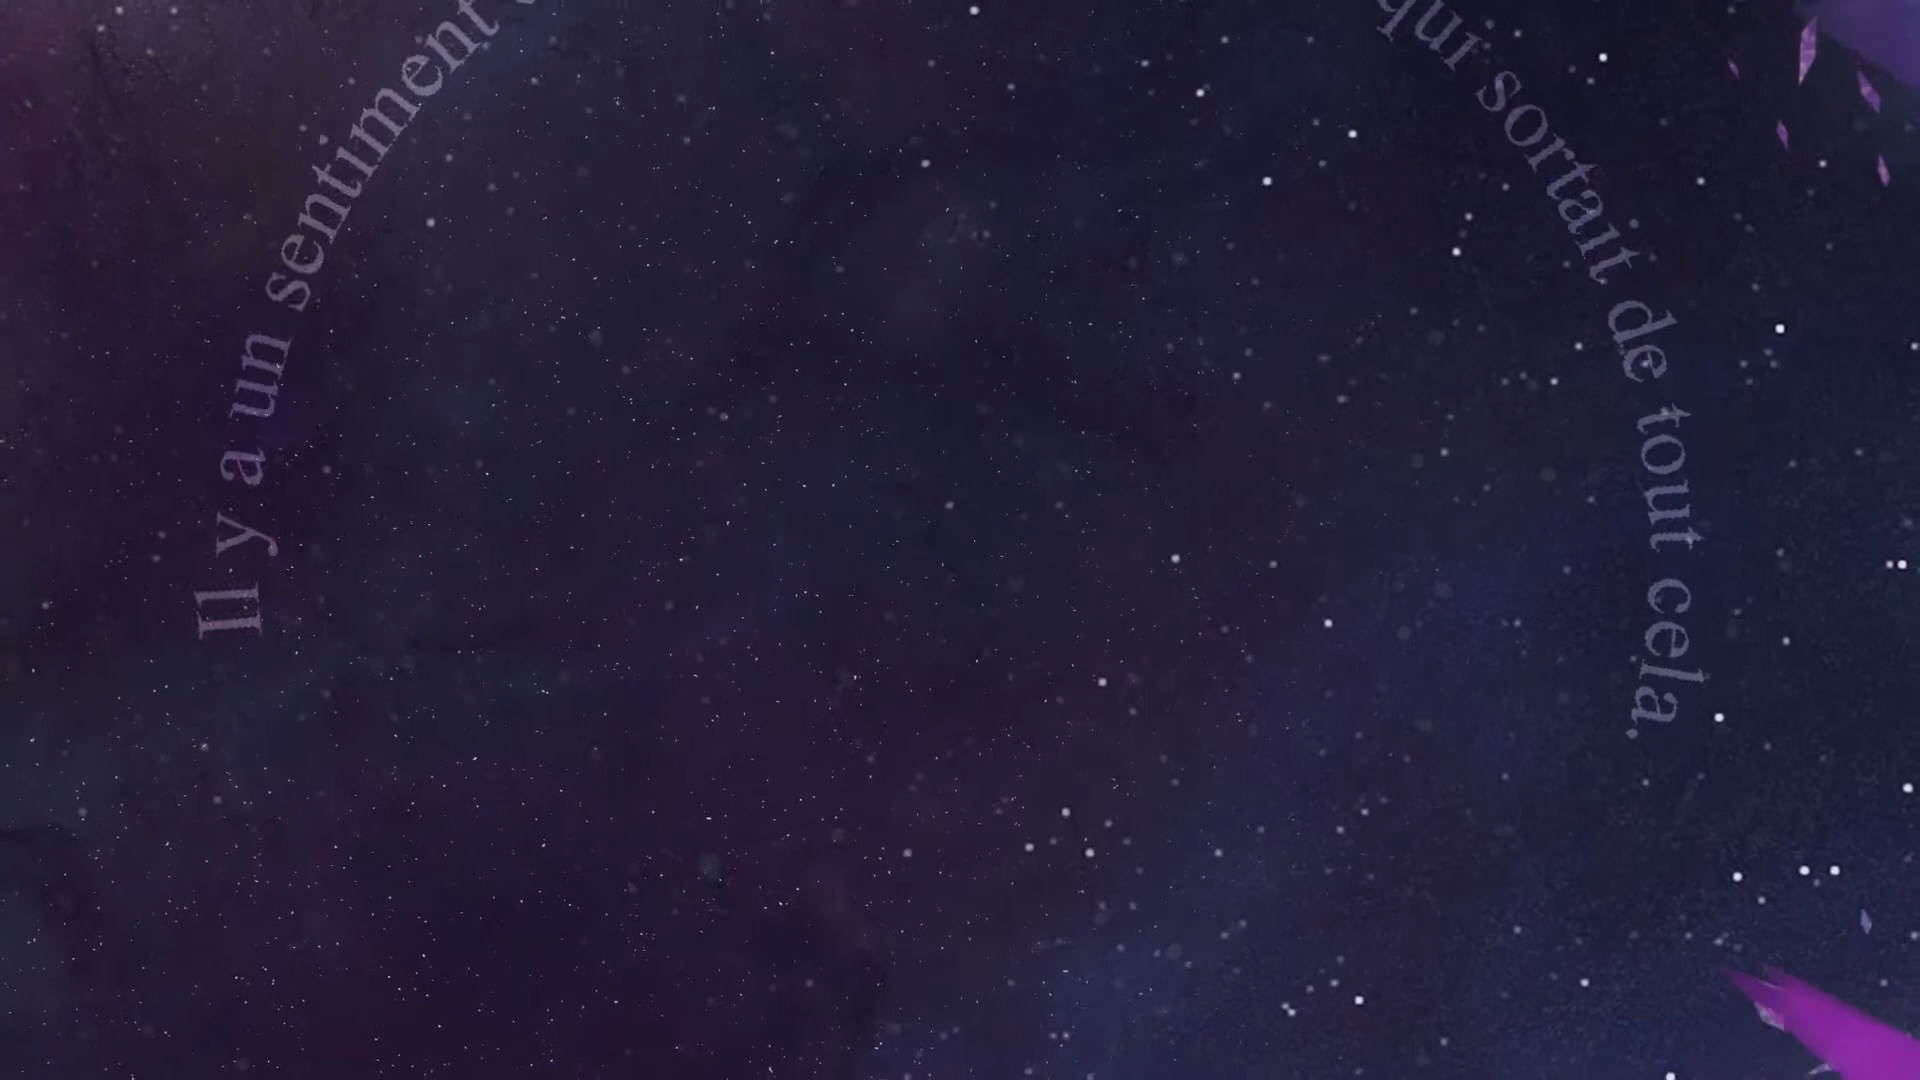 Il y a un sentiment
qui sortait de tout cela.